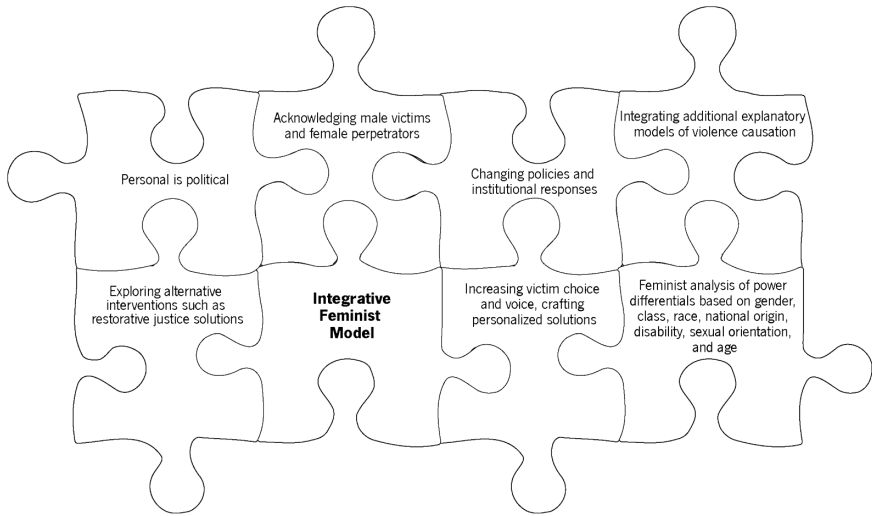 Personal is political
Acknowledging male victims
and female perpetrators
Changing policies and
institutional responses
Integrating additional explanatory
models of violence causation
Exploring alternative
interventions such as
restorative justice solutions
Integrative
Feminist
Model
Increasing victim choice
and voice, crafting
personalized solutions
Feminist analysis of power
differentials based on gender,
class, race, national origin,
disability, sexual orientation,
and age